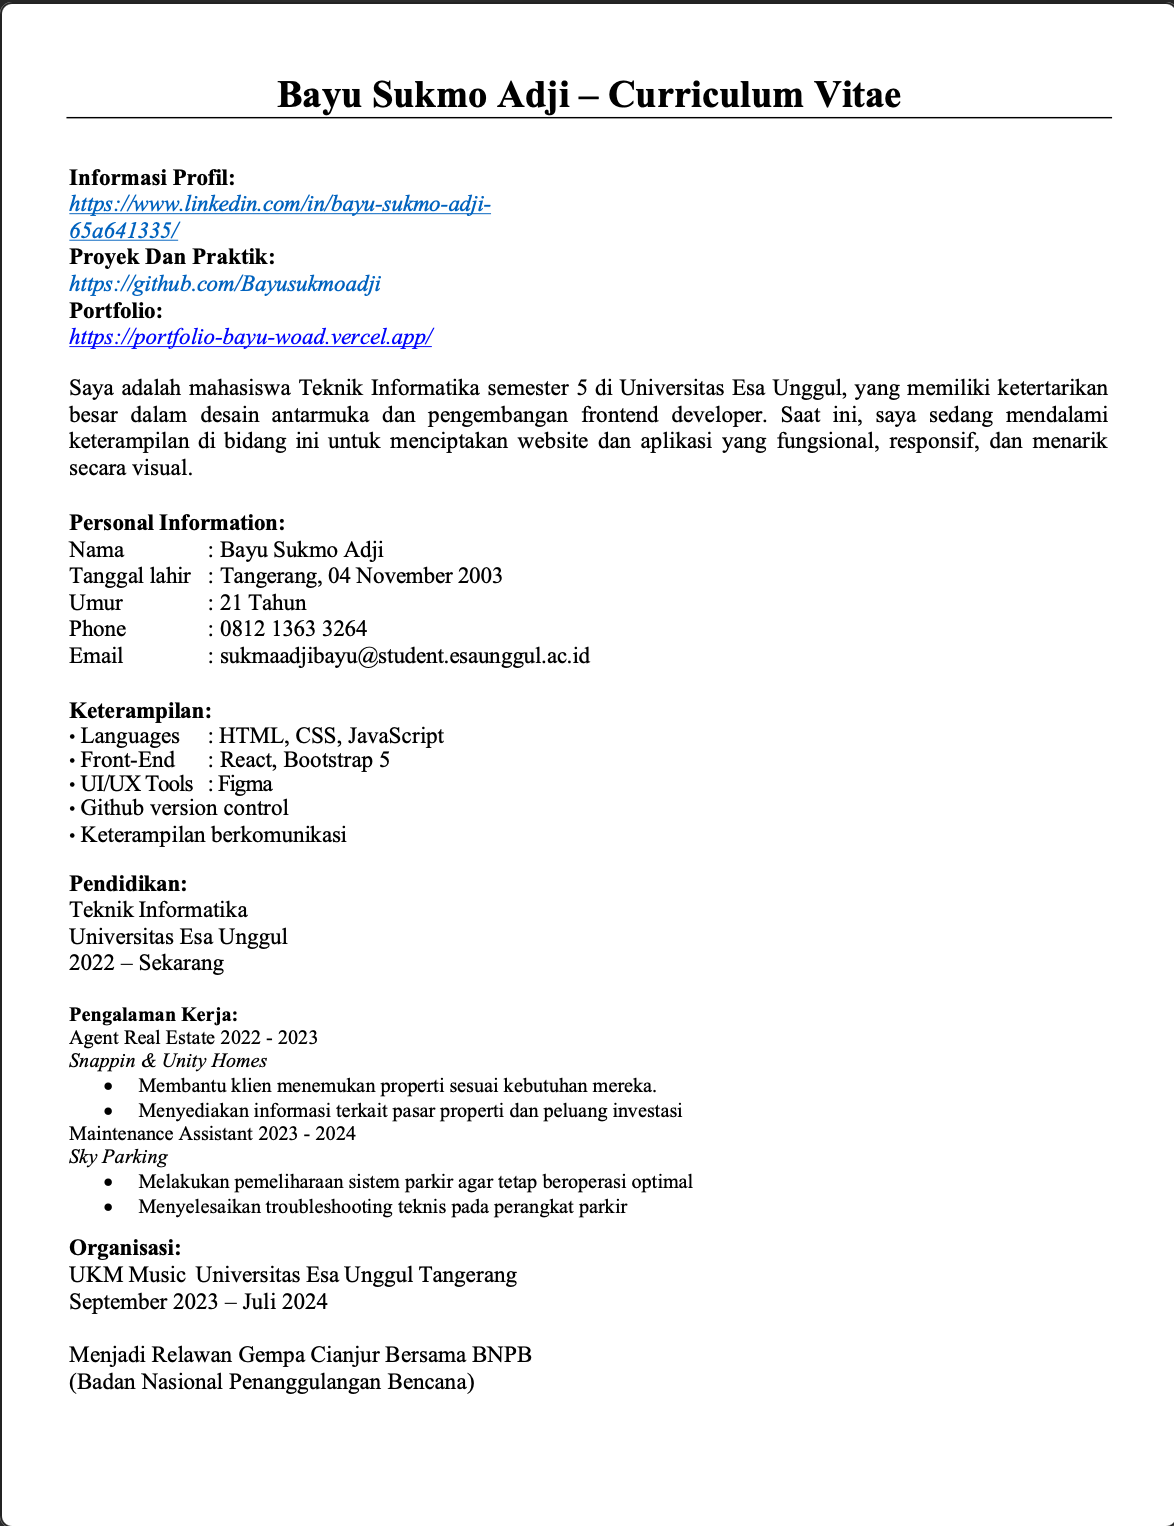 Bayu Sukmo Adji – Curriculum Vitae
Informasi Profil:
https://www.linkedin.com/in/bayu-sukmo-adji-
65a641335/
Proyek Dan Praktik:
https://github.com/Bayusukmoadji
Portfolio:
https://portfolio-bayu-woad.vercel.app/
Saya adalah mahasiswa Teknik Informatika semester 5 di Universitas Esa Unggul, yang memiliki ketertarikan
besar dalam desain antarmuka dan pengembangan frontend developer. Saat ini, saya sedang mendalami
keterampilan di bidang ini untuk menciptakan website dan aplikasi yang fungsional, responsif, dan menarik
secara visual.
Personal Information:
Nama : Bayu Sukmo Adji
Tanggal lahir : Tangerang, 04 November 2003
Umur : 21 Tahun
Phone : 0812 1363 3264
Email : sukmaadjibayu@student.esaunggul.ac.id
Keterampilan:
• Languages : HTML, CSS, JavaScript
• Front-End : React, Bootstrap 5
• UI/UX Tools : Figma
• Github version control
• Keterampilan berkomunikasi
Pendidikan:
Teknik Informatika
Universitas Esa Unggul
2022 – Sekarang
Pengalaman Kerja:
Agent Real Estate 2022 - 2023
Snappin & Unity Homes
• Membantu klien menemukan properti sesuai kebutuhan mereka.
• Menyediakan informasi terkait pasar properti dan peluang investasi
Maintenance Assistant 2023 - 2024
Sky Parking
• Melakukan pemeliharaan sistem parkir agar tetap beroperasi optimal
• Menyelesaikan troubleshooting teknis pada perangkat parkir
Organisasi:
UKM Music Universitas Esa Unggul Tangerang
September 2023 – Juli 2024
Menjadi Relawan Gempa Cianjur Bersama BNPB
(Badan Nasional Penanggulangan Bencana)